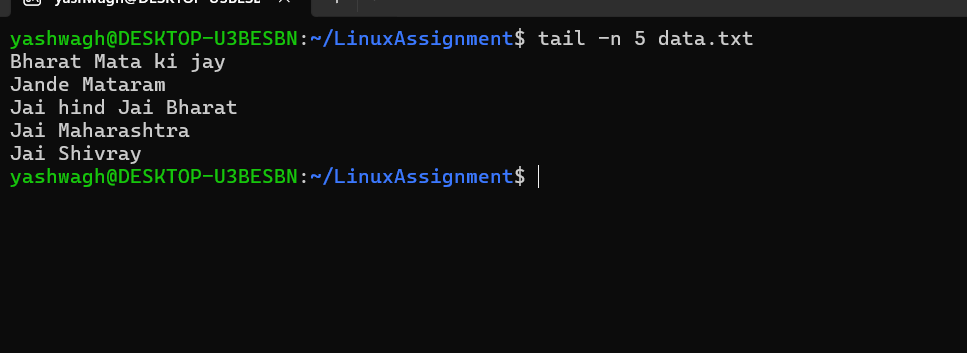 yashwagh@DESKTOP-U3BESBN:~/LinuxAssignment$ tail -n 5 data.txt
Bharat Mata ki jay
Jande Mataram
Jai hind Jai Bharat
Jai Maharashtra
Jai Shivray
yashwagh@DESKTOP-U3BESBN:~/LinuxAssignment$